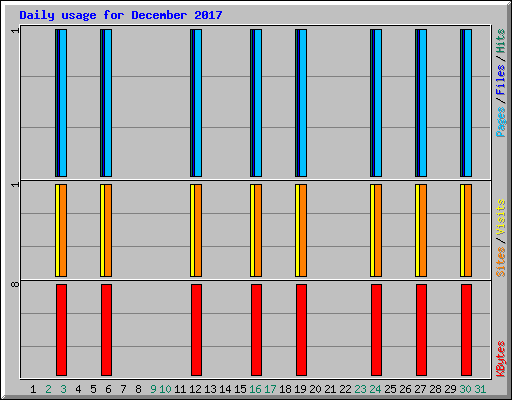 Daily usage for December 2017
1
1
8
Pages/Files/Hits
Sites/Visits
KBytes
1 2 3 4 5 6 7 8 9 10 11 12 13 14 15 16 17 18 19 20 21 22 23 24 25 26 27 28 29 30 31